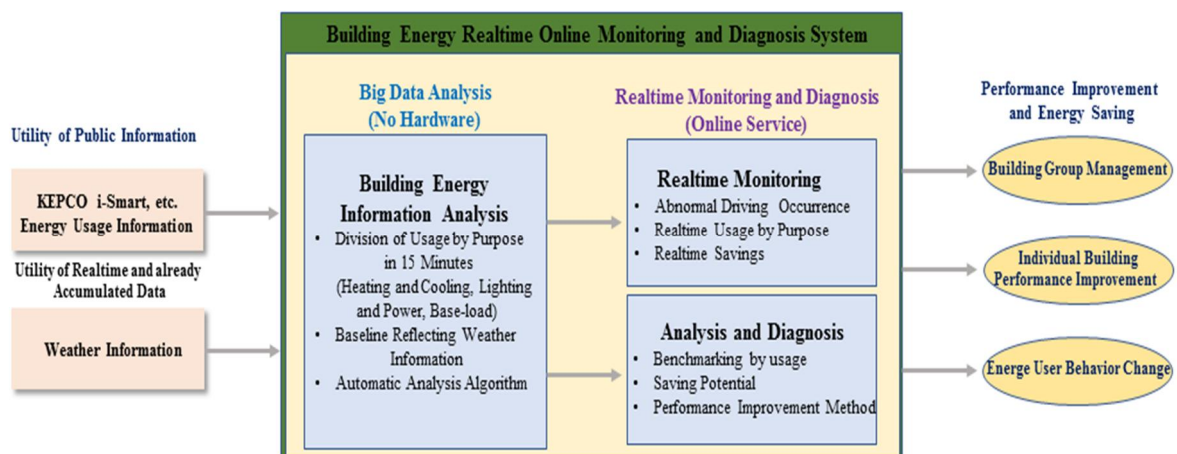 Building Energy Realtime Online Monitoring and Diagnosis System
Utility of Public Information
KEPCO i-Smart, etc.
Energy Usage Information
Utility of Realtime and already
Accumulated Data
Weather Information
Big Data Analysis
(No Hardware)
Building Energy
Information Analysis
• Division of Usage by Purpose
in 15 Minutes
(Heating and Cooling, Lighting
and Power, Base-load)
• Baseline Reflecting Weather
Information
• Automatic Analysis Algorithm
Realtime Monitoring and Diagnosis
(Online Service)
Realtime Monitoring
• Abnormal Driving Occurrence
• Realtime Usage by Purpose
• Realtime Savings
Analysis and Diagnosis
• Benchmarking by usage
• Saving Potential
• Performance Improvement Method
Performance Improvement
and Energy Saving
Building Group Management
Individual Building
Performance Improvement
Energe User Behavior Change